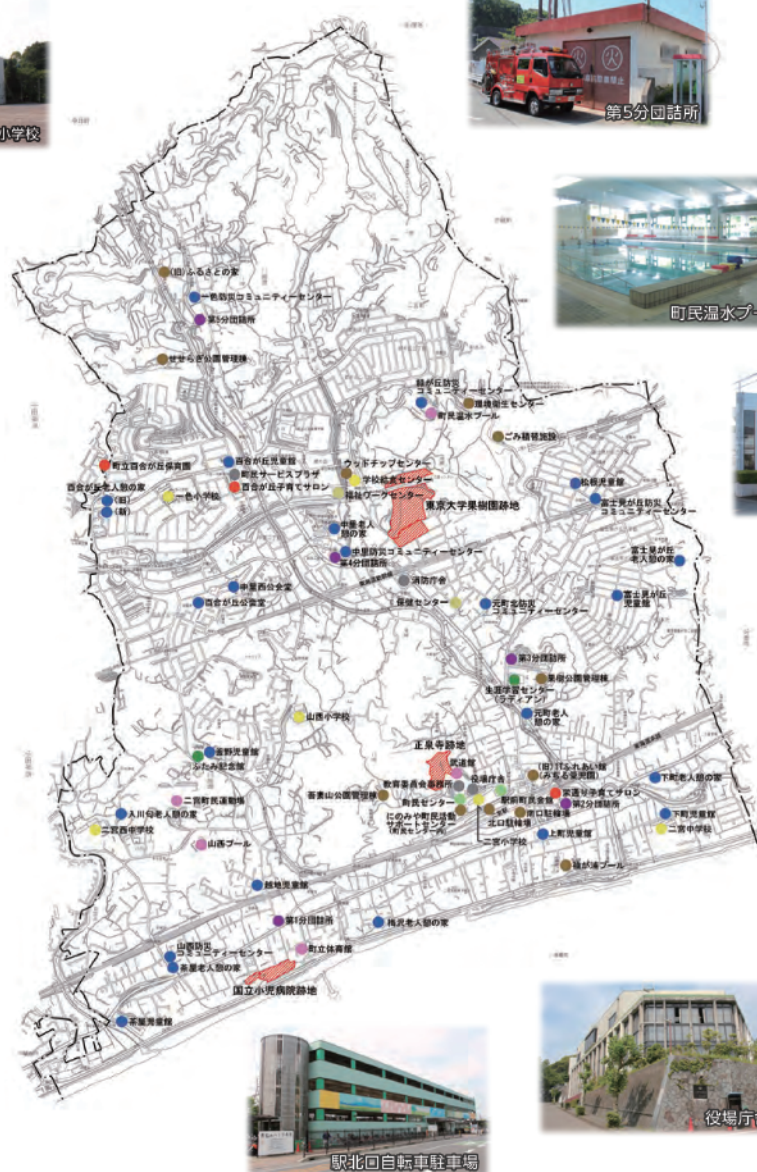 小学校
第5分団詰所
町民温水プー
(旧)ふるさとの家
一色防災コミュニティーセンター
第5分団詰所
せせらぎ公園管理棟
緑が丘防災
コミュニティーセンター
環境衛生センター
町民温水プール
ごみ積替施設
町立百合が丘保育園
百合が丘児童館
町民サービスプラザ
百合が丘子育てサロン
ウッドチップセンター
学校給食センター
福祉ワークセンター
百合が丘老人憩の家
(旧)
(新)
一色小学校
東京大学果樹園跡地
松根児童館
富士見が丘防災
コミュニティーセンター
中里老人
憩の家
中里防災コミュニティーセンター
第4分団詰所
富士見が丘
老人憩の家
消防庁舎
中里西公会堂
百合が丘公会堂
保健センター
元町北防災
コミュニティーセンター
富士見が丘
児童館
第3分団詰所
果樹公園管理棟
生涯学習センター
(ラディアン)
山西小学校
元町老人
憩の家
正泉寺跡地
武道館
釜野児童館
ふたみ記念館
教育委員会事務所
役場庁舎
(旧)ふれあい館
(みちる愛児園)
下町老人憩の家
吾妻山公園管理棟
町民センター
駅前町民会館
栄通り子育てサロン
第2分団詰所
二宮町民運動場
入川匂老人憩の家
にのみや町民活動
サポートセンター
(町民センター内)
北口駐輪場
南口駐輪場
下町児童館
二宮西中学校
二宮小学校
上町児童館
二宮中学校
山西プール
袖が浦プール
越地児童館
第1分団詰所
梅沢老人憩の家
山西防災
コミュニティーセンター
町立体育館
茶屋老人憩の家
国立小児病院跡地
茶屋児童館
駅北口自転車駐車場
役場庁